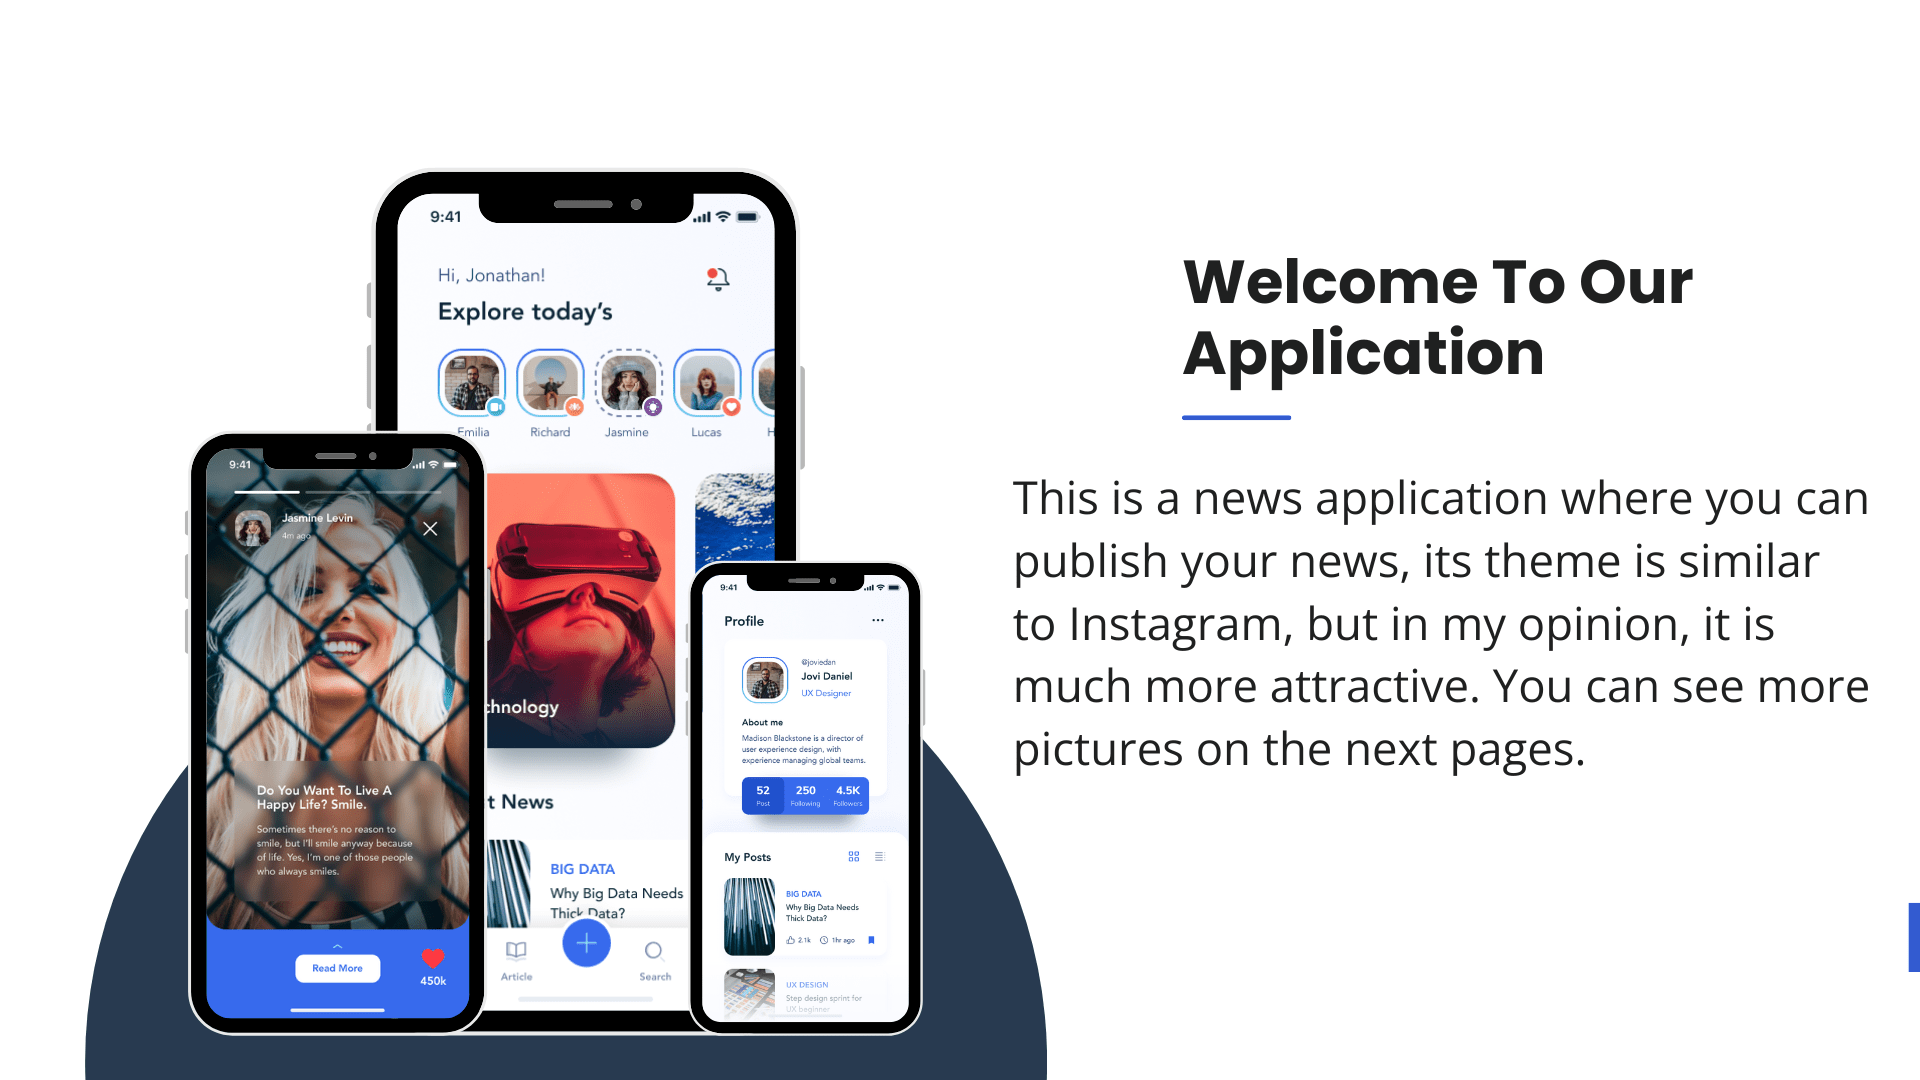 9:41
Hi, Jonathan!
Explore today's
Emilia Richard Jasmine Lucas H
chnology
t News
BIG DATA
Why Big Data Needs
Thick Data?
Article
Search
9:41
Jasmine Levin
4m ago
Do You Want To Live A
Happy Life? Smile.
Sometimes there's no reason to
smile, but I'll smile anyway because
of life. Yes, I'm one of those people
who always smiles.
Read More
450k
9:41
Profile
@joviedan
Jovi Daniel
UX Designer
About me
Madison Blackstone is a director of
user experience design, with
experience managing global teams.
52 250 4.5K
Post Following Followers
My Posts
BIG DATA
Why Big Data Needs
Thick Data?
2.1k 1hr ago
UX DESIGN
Step design sprint for
UX beginner
Welcome To Our
Application
This is a news application where you can
publish your news, its theme is similar
to Instagram, but in my opinion, it is
much more attractive. You can see more
pictures on the next pages.